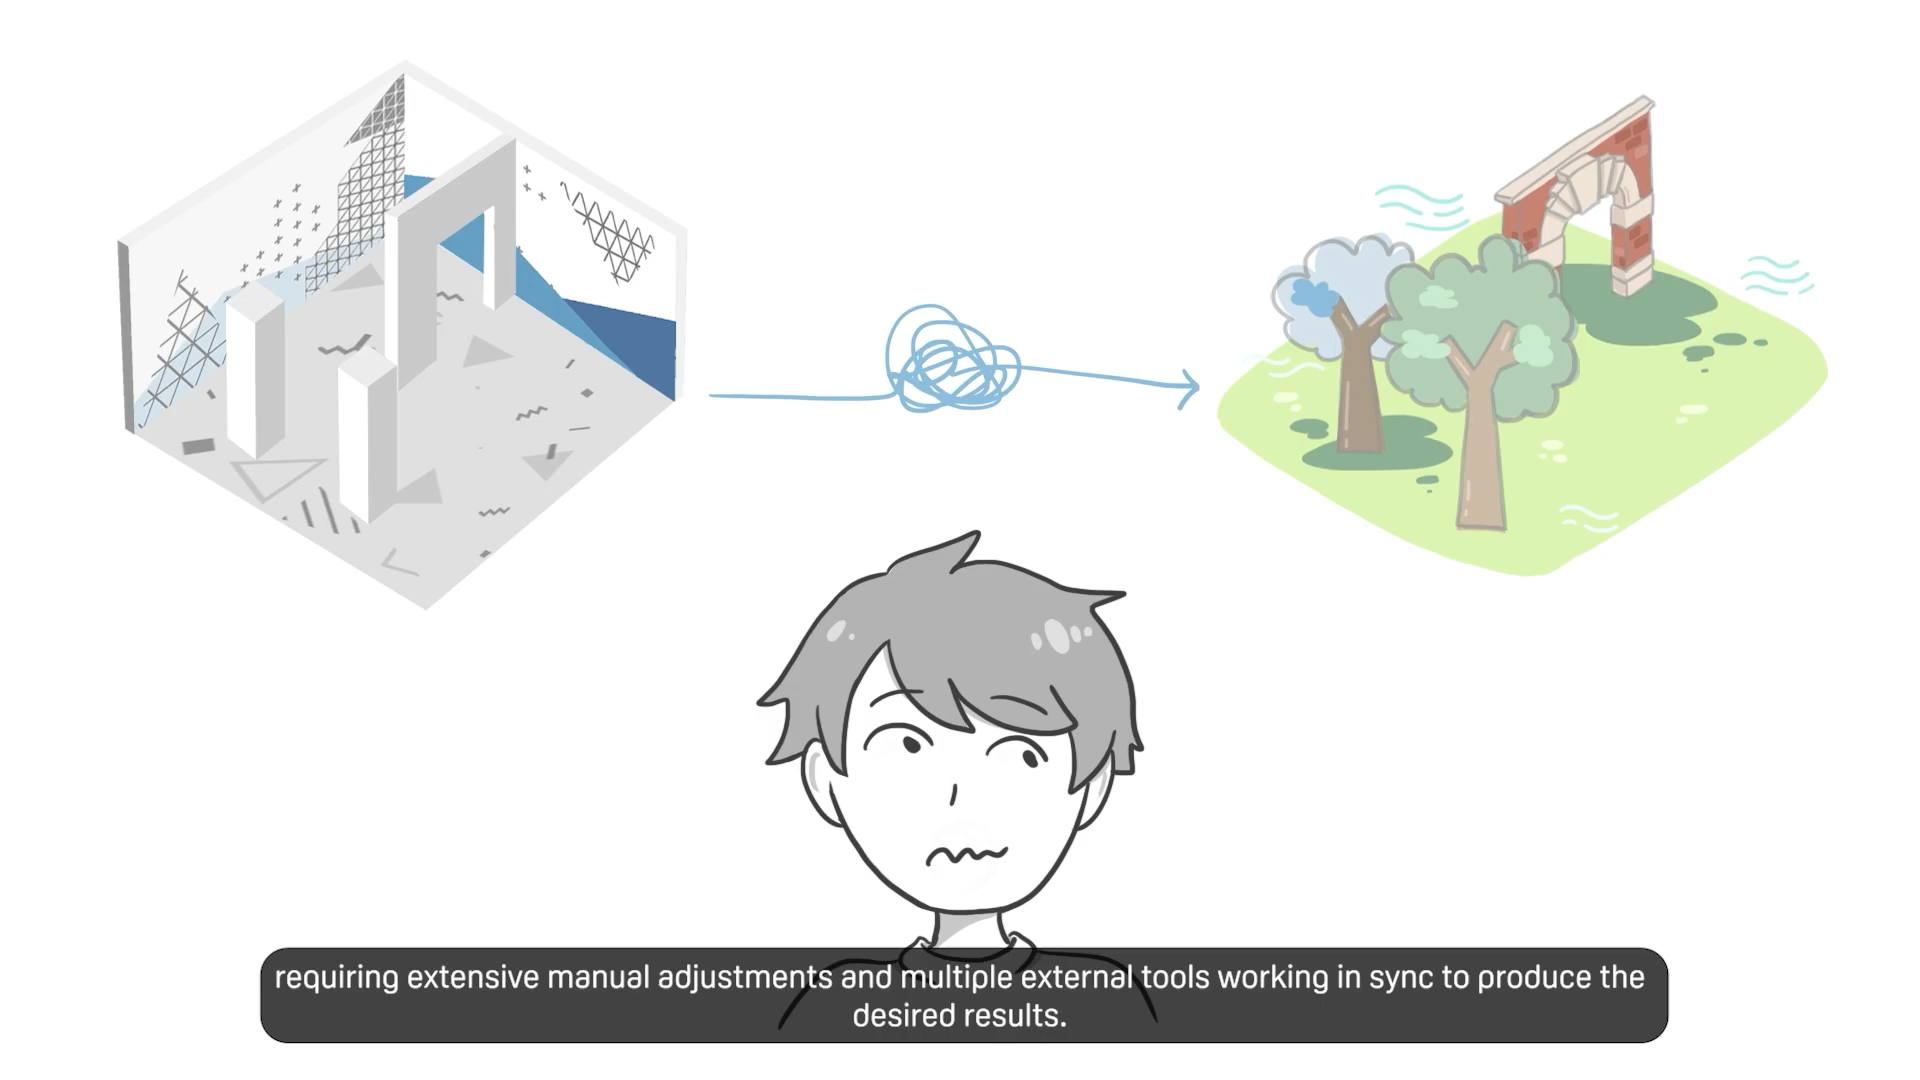 requiring extensive manual adjustments and multiple external tools working in sync to produce the
desired results.